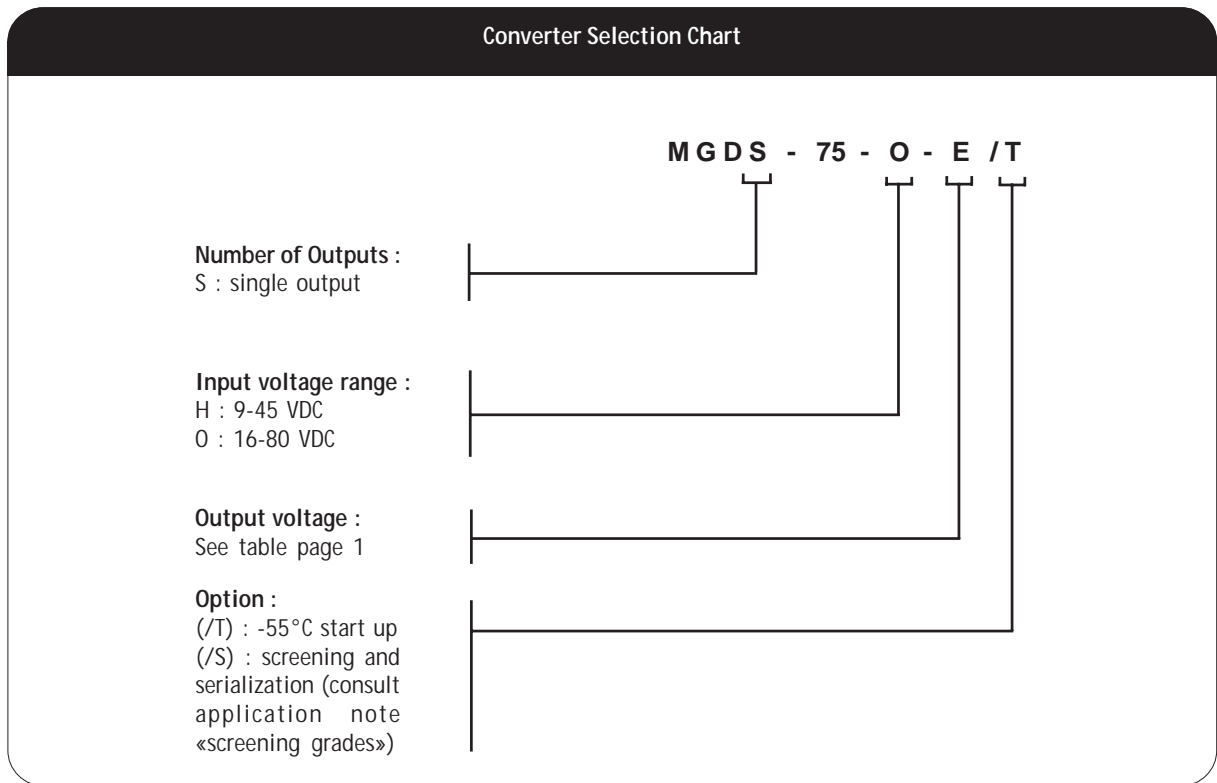 Converter Selection Chart
MGDS - 75 - O - E /T
Number of Outputs :
S : single output
Input voltage range :
H : 9-45 VDC
O : 16-80 VDC
Output voltage :
See table page 1
Option :
(/T) : -55°C start up
(/S) : screening and
serialization (consult
application note
«screening grades»)